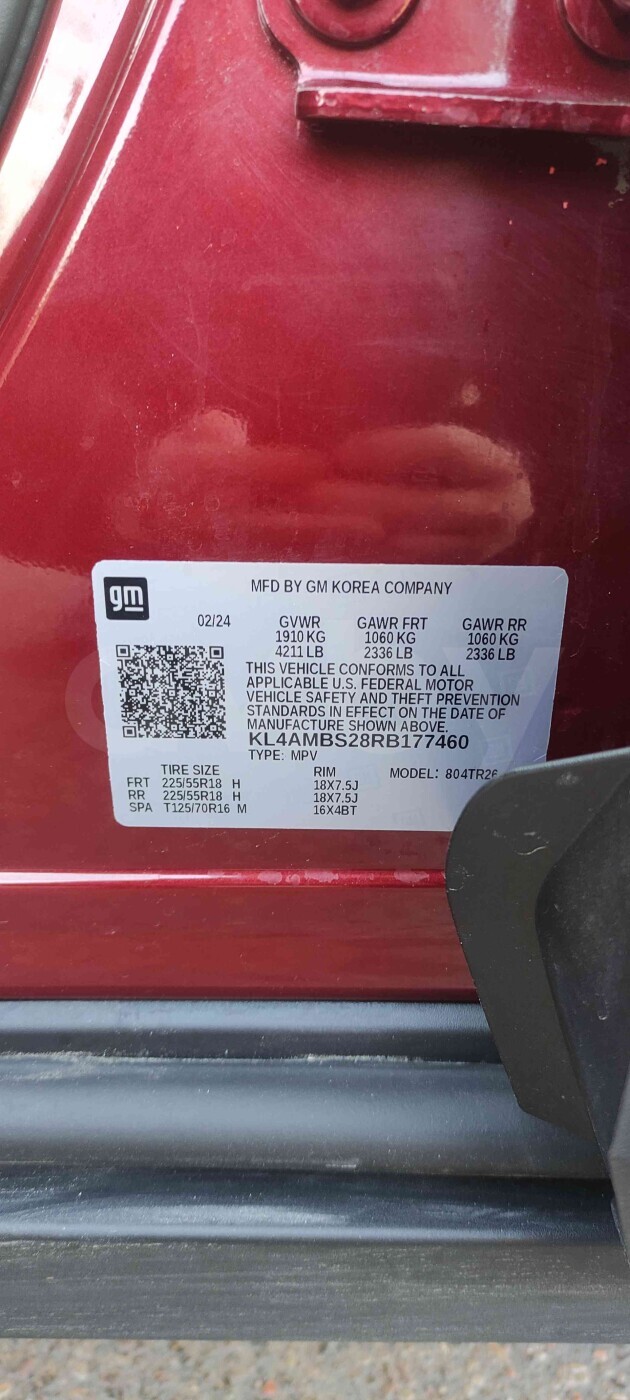 gm
MFD BY GM KOREA COMPANY
02/24 GVWR GAWR FRT GAWR RR
1910 KG 1060 KG 1060 KG
4211 LB 2336 LB 2336 LB
THIS VEHICLE CONFORMS TO ALL
APPLICABLE U.S. FEDERAL MOTOR
VEHICLE SAFETY AND THEFT PREVENTION
STANDARDS IN EFFECT ON THE DATE OF
MANUFACTURE SHOWN ABOVE.
KL4AMBS28RB177460
TYPE: MPV
TIRE SIZE RIM MODEL: 804TR26
FRT 225/55R18 H 18X7.5J
RR 225/55R18 H 18X7.5J
SPA T125/70R16 M 16X4BT